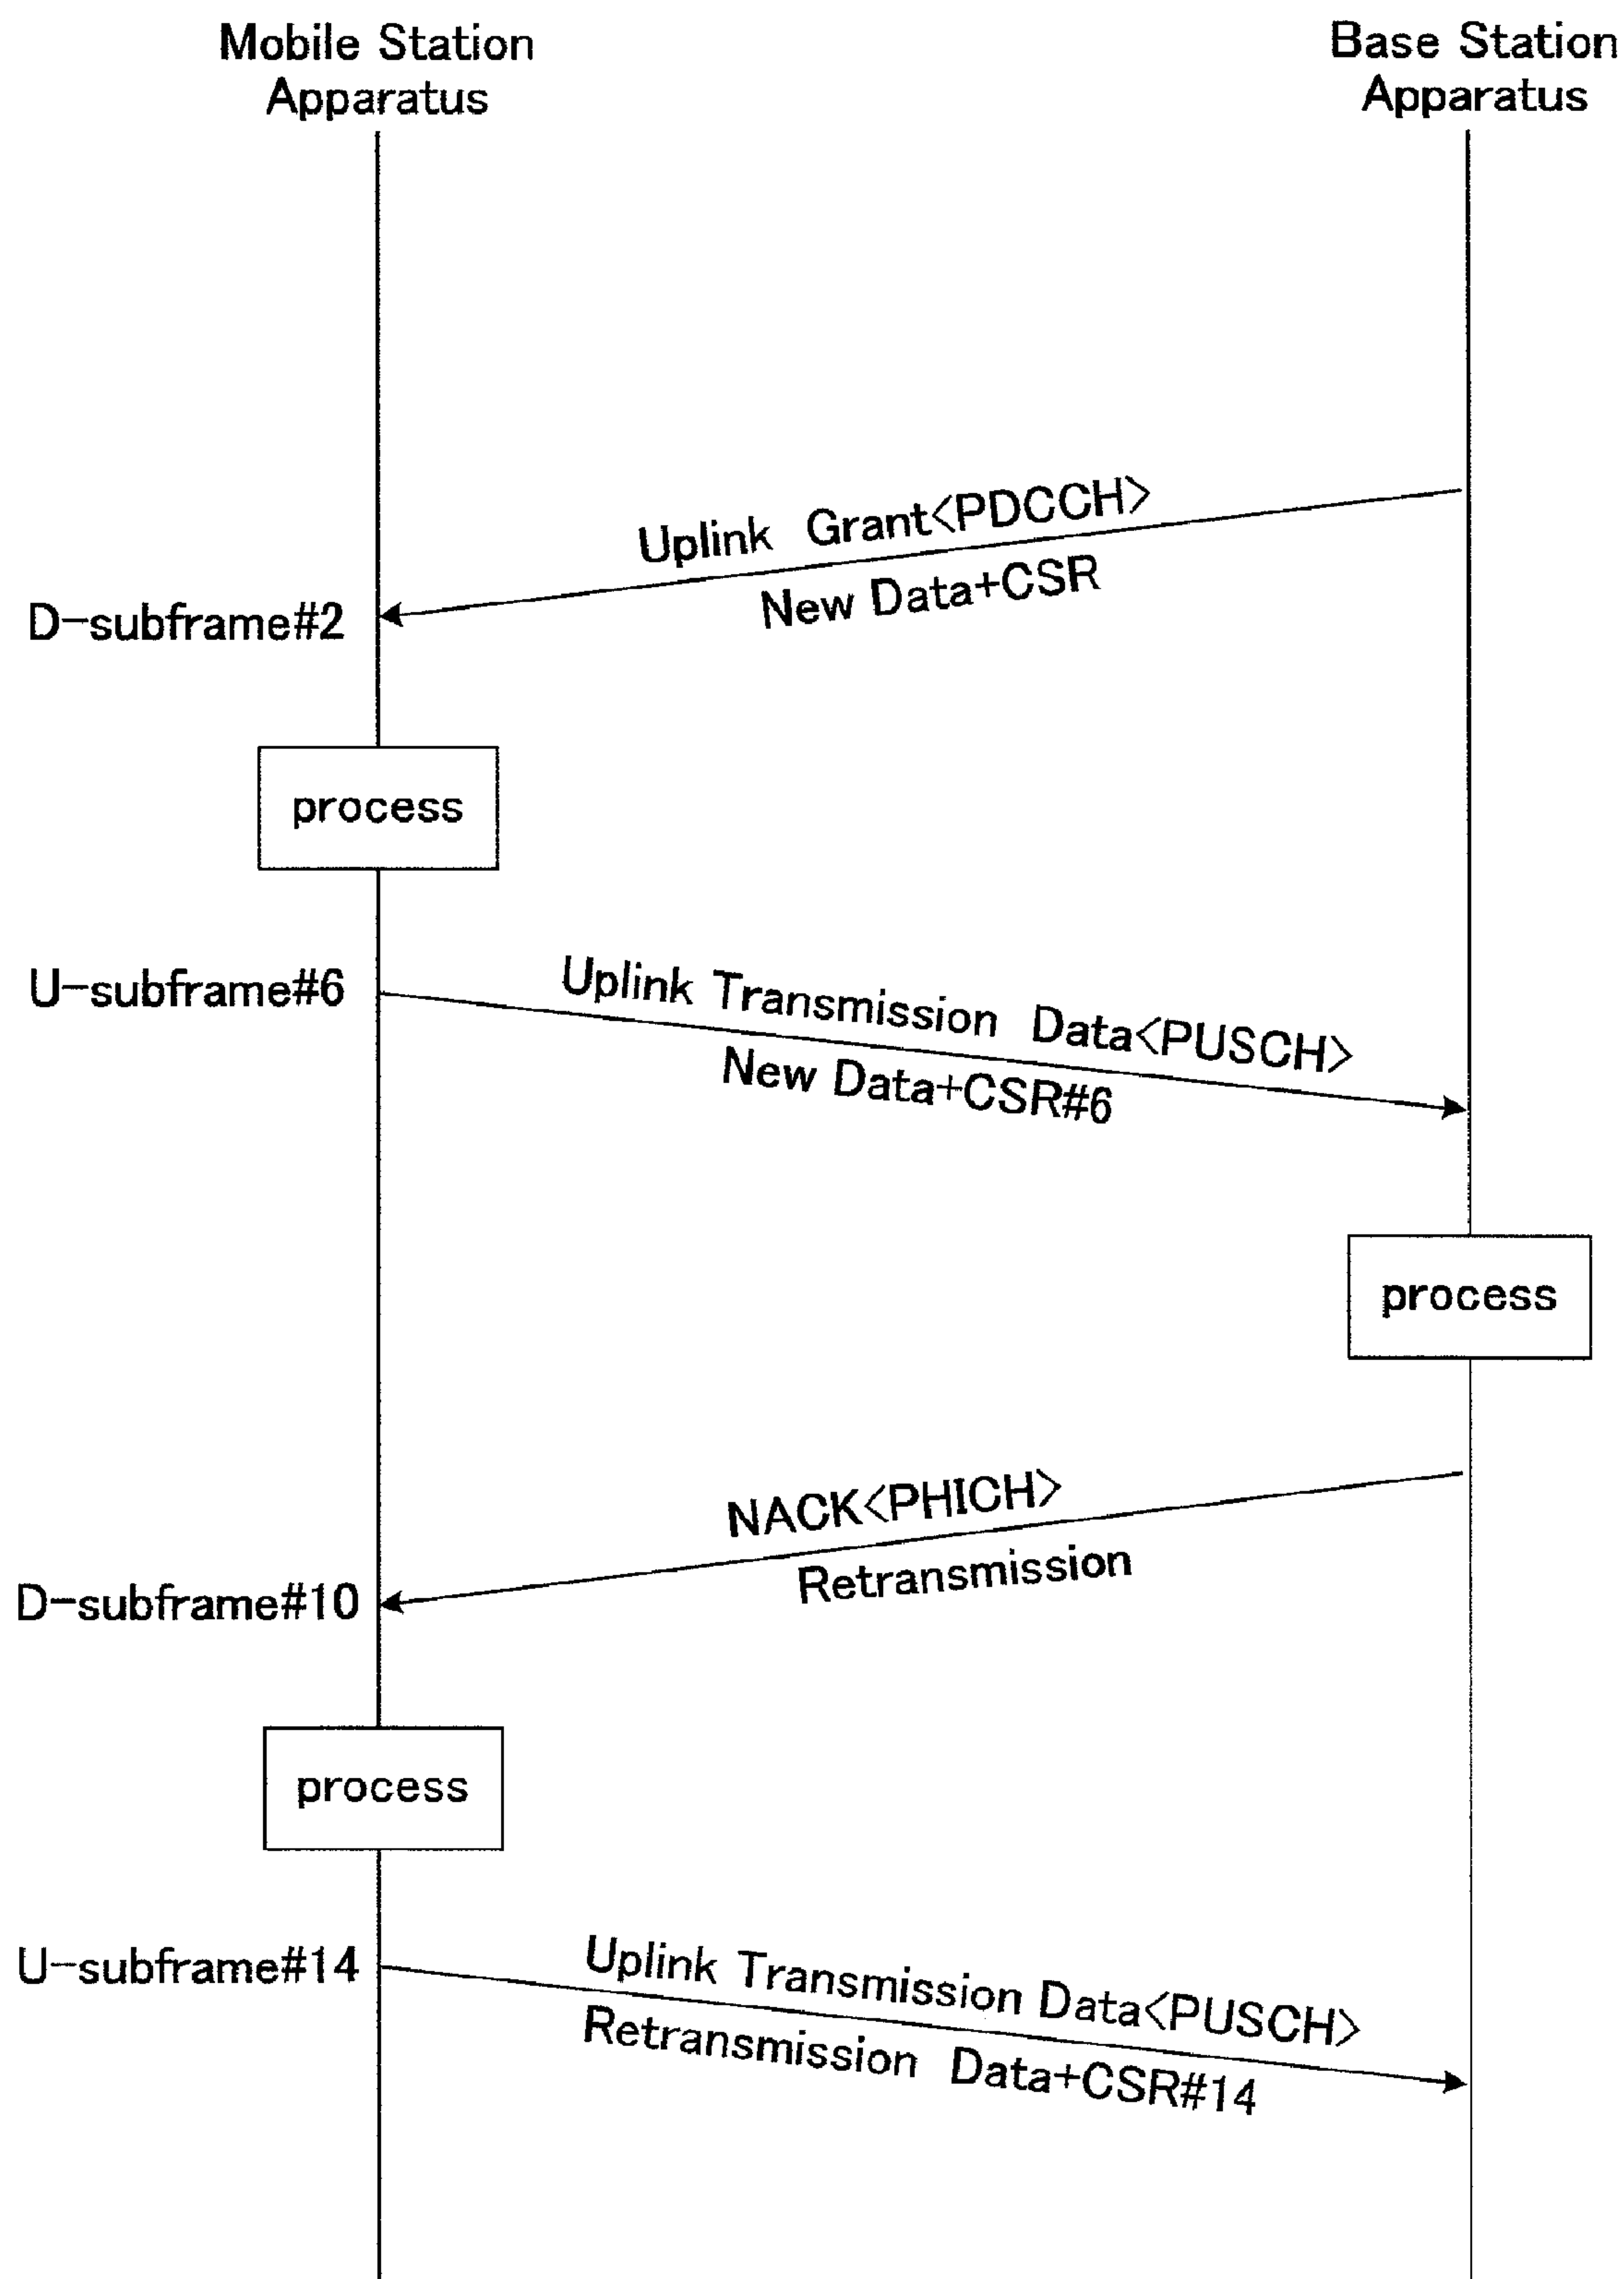 Mobile Station
Apparatus
Base Station
Apparatus
Uplink Grant<PDCCH>
New Data+CSR
D-subframe#2
process
U-subframe#6
Uplink Transmission Data<PUSCH>
New Data+CSR#6
process
NACK<PHICH>
Retransmission
D-subframe#10
process
U-subframe#14
Uplink Transmission Data<PUSCH>
Retransmission Data+CSR#14